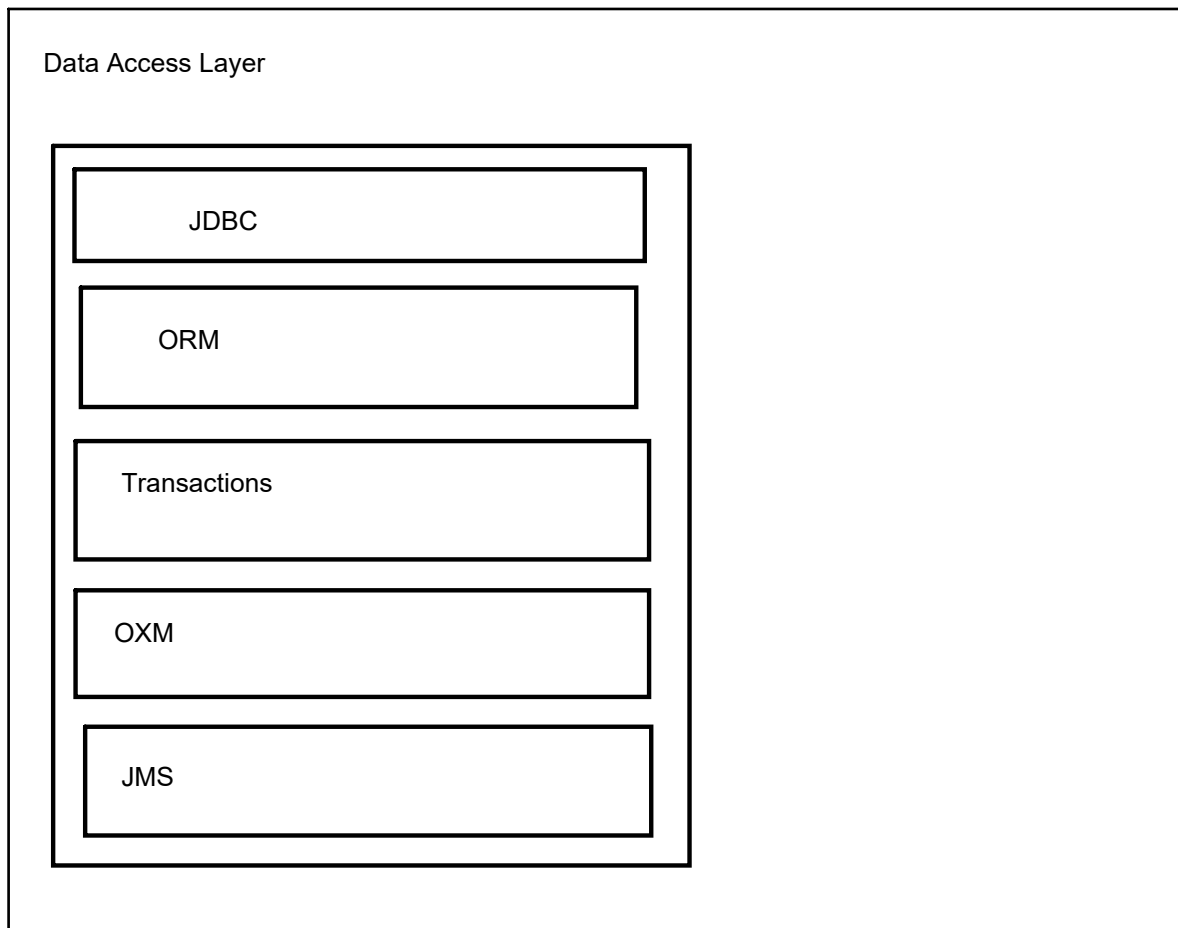 Data Access Layer
JDBC
ORM
Transactions
OXM
JMS